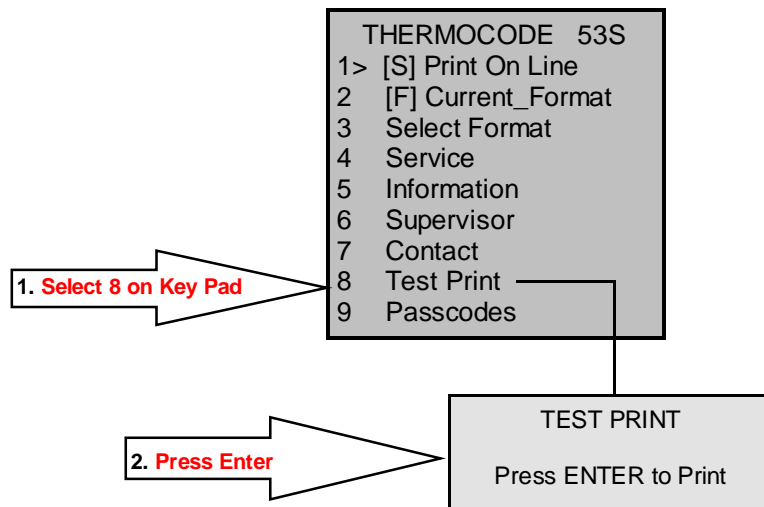 THERMOCODE 53S
1> [S] Print On Line
2 [F] Current_Format
3 Select Format
4 Service
5 Information
6 Supervisor
7 Contact
8 Test Print
9 Passcodes
1. Select 8 on Key Pad
TEST PRINT
2. Press Enter
Press ENTER to Print